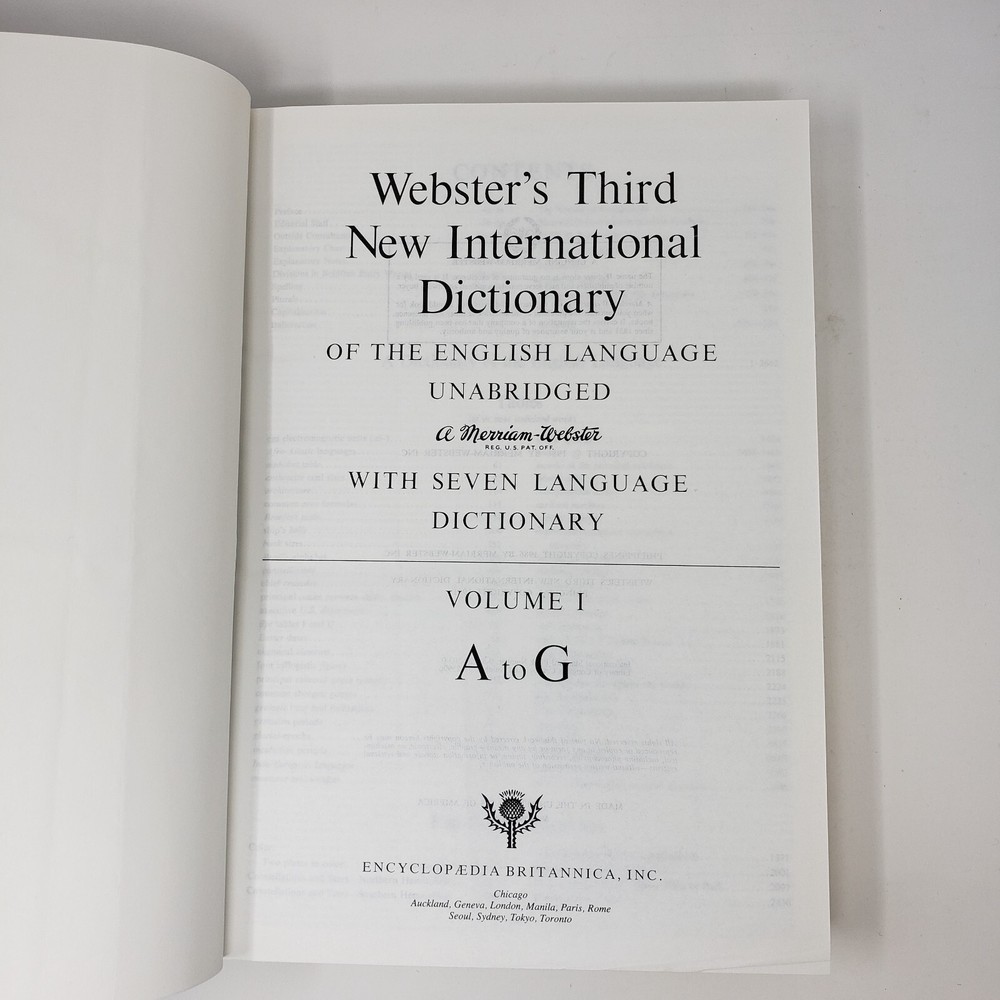 Webster's Third
New International
Dictionary
OF THE ENGLISH LANGUAGE
UNABRIDGED
a Merriam-Webster
REG. U.S. PAT. OFF.
WITH SEVEN LANGUAGE
DICTIONARY
VOLUME I
A to G
ENCYCLOPÆDIA BRITANNICA, INC.
Chicago
Auckland, Geneva, London, Manila, Paris, Rome
Seoul, Sydney, Tokyo, Toronto